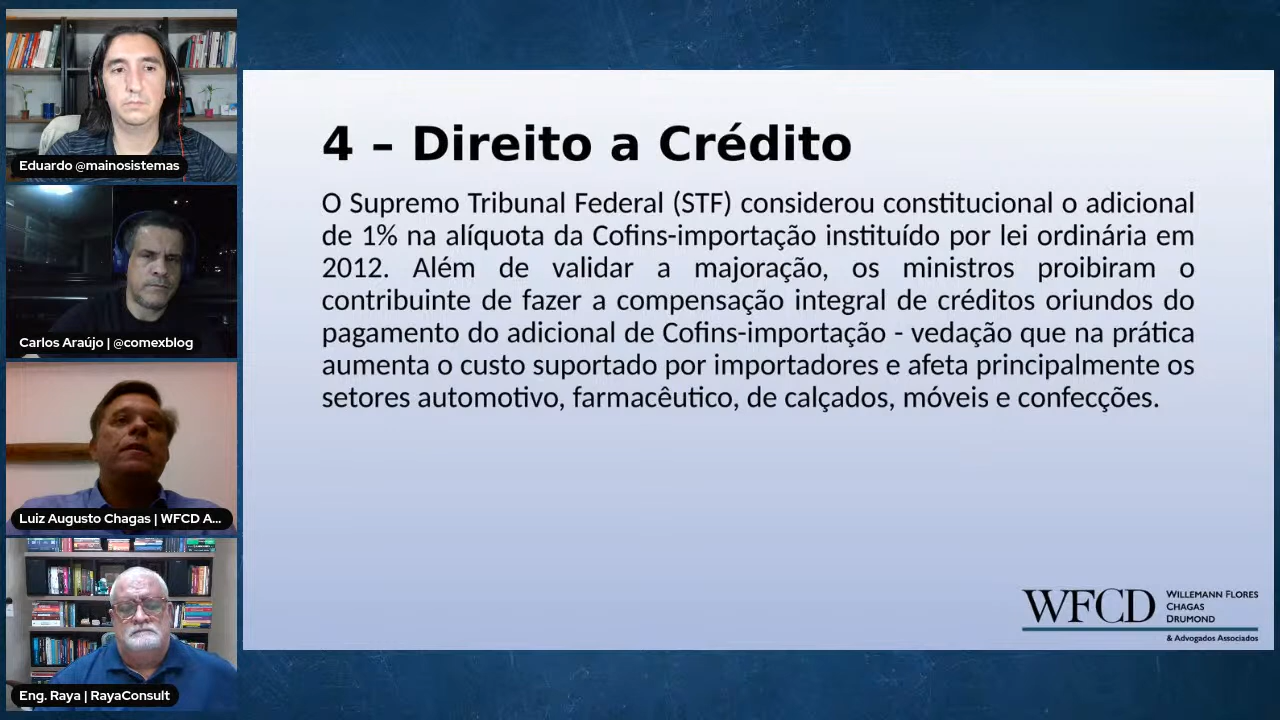 Eduardo @mainosistemas
Carlos Araújo | @comexblog
Luiz Augusto Chagas | WFCD A...
Eng. Raya | RayaConsult
4 – Direito a Crédito
O Supremo Tribunal Federal (STF) considerou constitucional o adicional
de 1% na alíquota da Cofins-importação instituído por lei ordinária em
2012. Além de validar a majoração, os ministros proibiram o
contribuinte de fazer a compensação integral de créditos oriundos do
pagamento do adicional de Cofins-importação - vedação que na prática
aumenta o custo suportado por importadores e afeta principalmente os
setores automotivo, farmacêutico, de calçados, móveis e confecções.
WFCD
WILLEMANN FLORES
CHAGAS
DRUMOND
& Advogados Associados